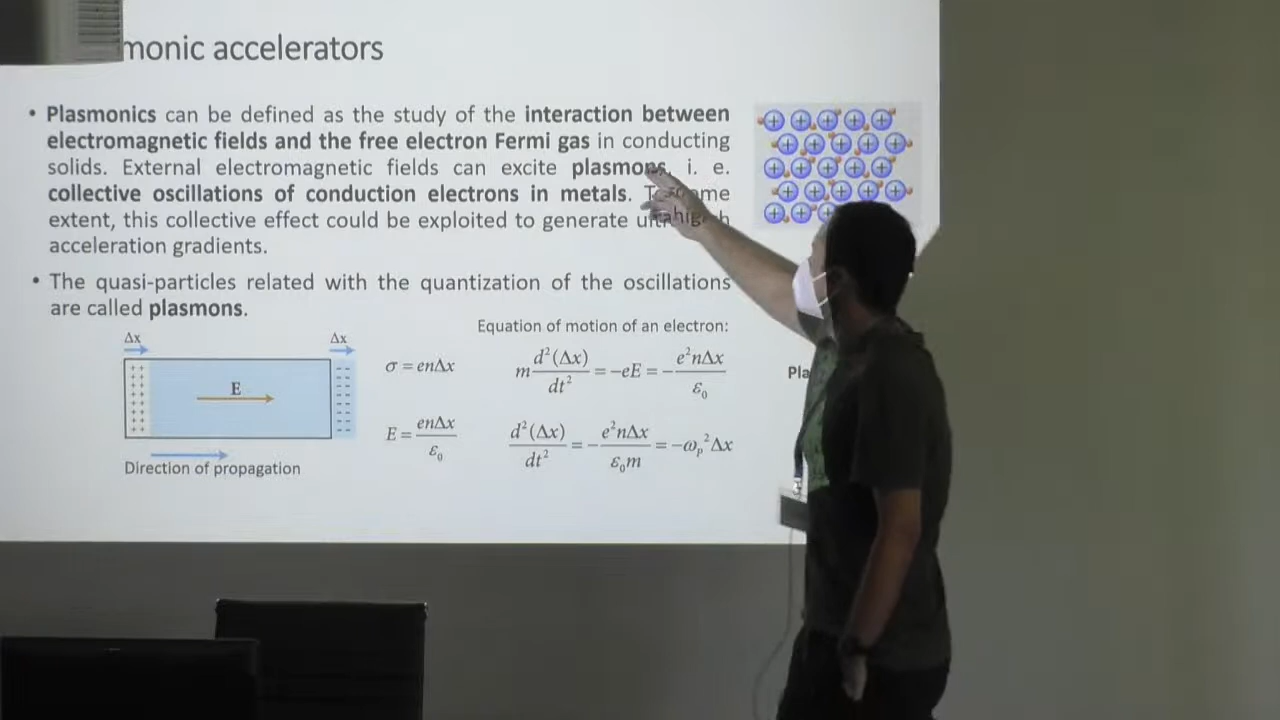 monic accelerators
• Plasmonics can be defined as the study of the interaction between
electromagnetic fields and the free electron Fermi gas in conducting
solids. External electromagnetic fields can excite plasmons, i. e.
collective oscillations of conduction electrons in metals.
extent, this collective effect could be exploited to generate
acceleration gradients.
• The quasi-particles related with the quantization of the oscillations
are called plasmons.
Equation of motion of an electron:
Δx Δx
σ = enΔx
m d²(Δx)/dt² = −eE = − e²nΔx/ε₀
Pla
+ + + + + + + + + + + +
E
− − − − − − − − − − − −
E = enΔx/ε₀
d²(Δx)/dt² = − e²nΔx/ε₀m = −ωₚ²Δx
Direction of propagation